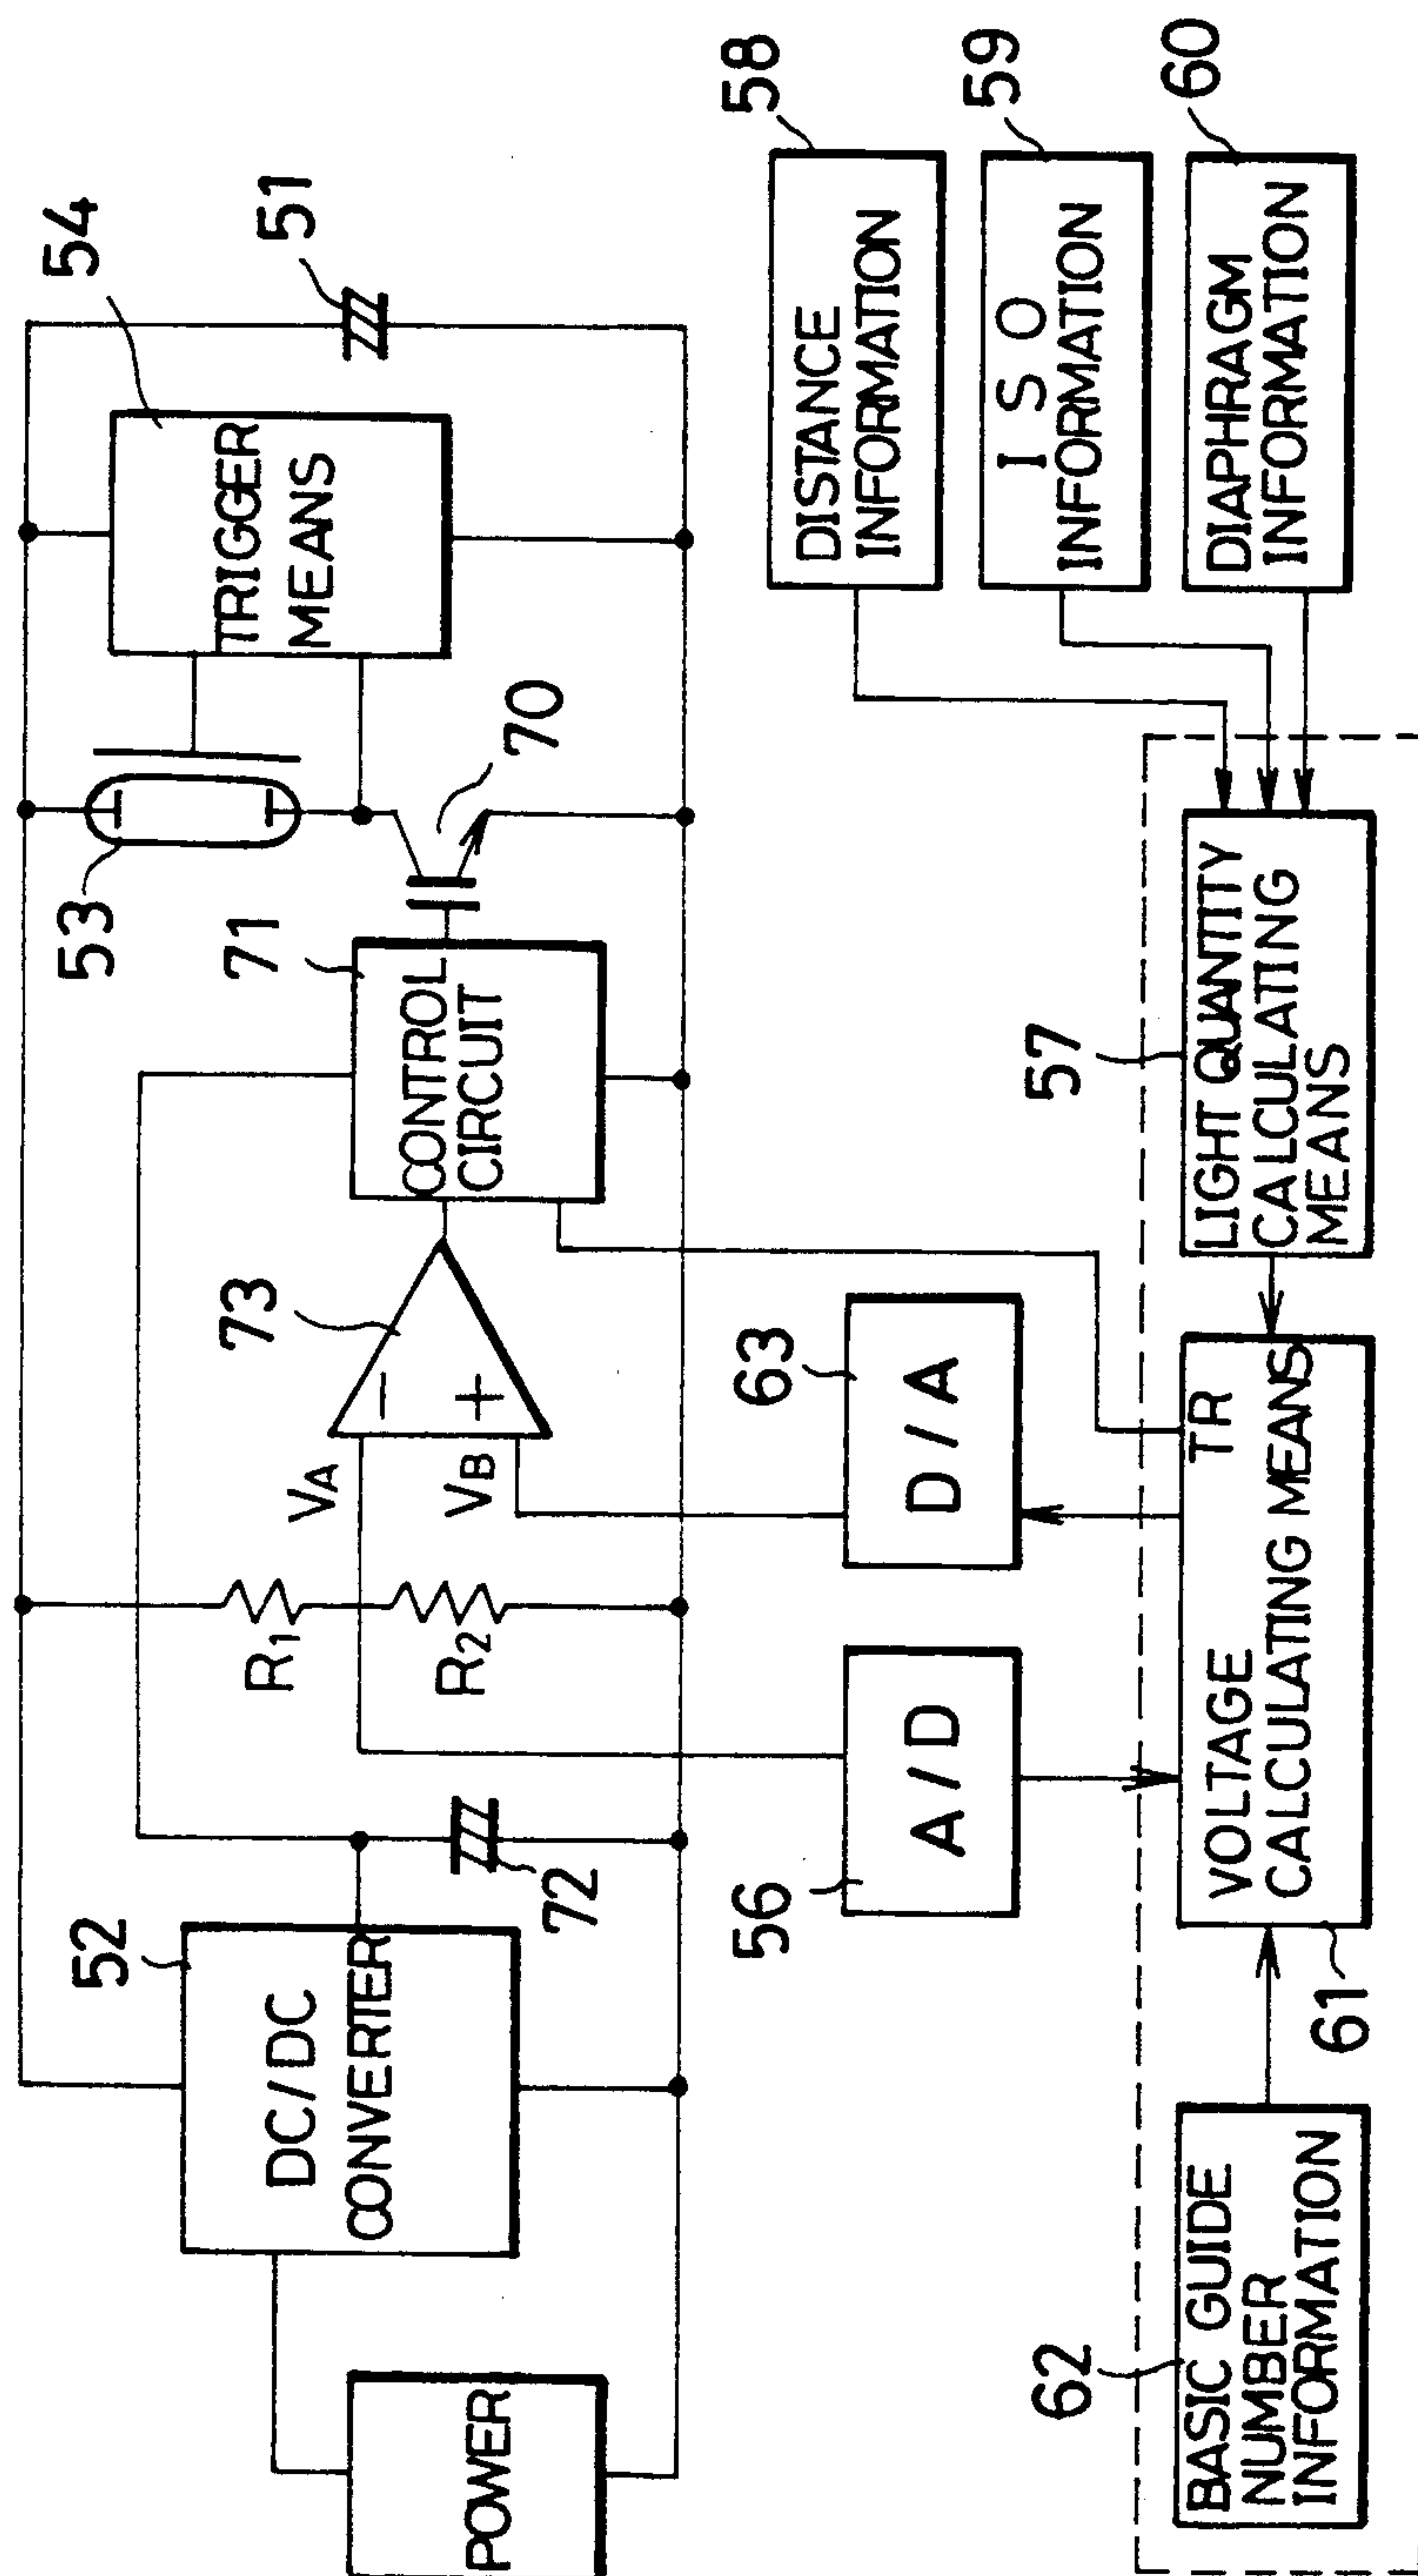 54
51
TRIGGER
MEANS
53
70
71
CONTROL
CIRCUIT
73
VA
VB
R1
R2
52
DC/DC
CONVERTER
72
POWER
58
DISTANCE
INFORMATION
59
I S O
INFORMATION
60
DIAPHRAGM
INFORMATION
57
LIGHT QUANTITY
CALCULATING
MEANS
63
D / A
56
A / D
TR
VOLTAGE
CALCULATING MEANS
61
62
BASIC GUIDE
NUMBER
INFORMATION